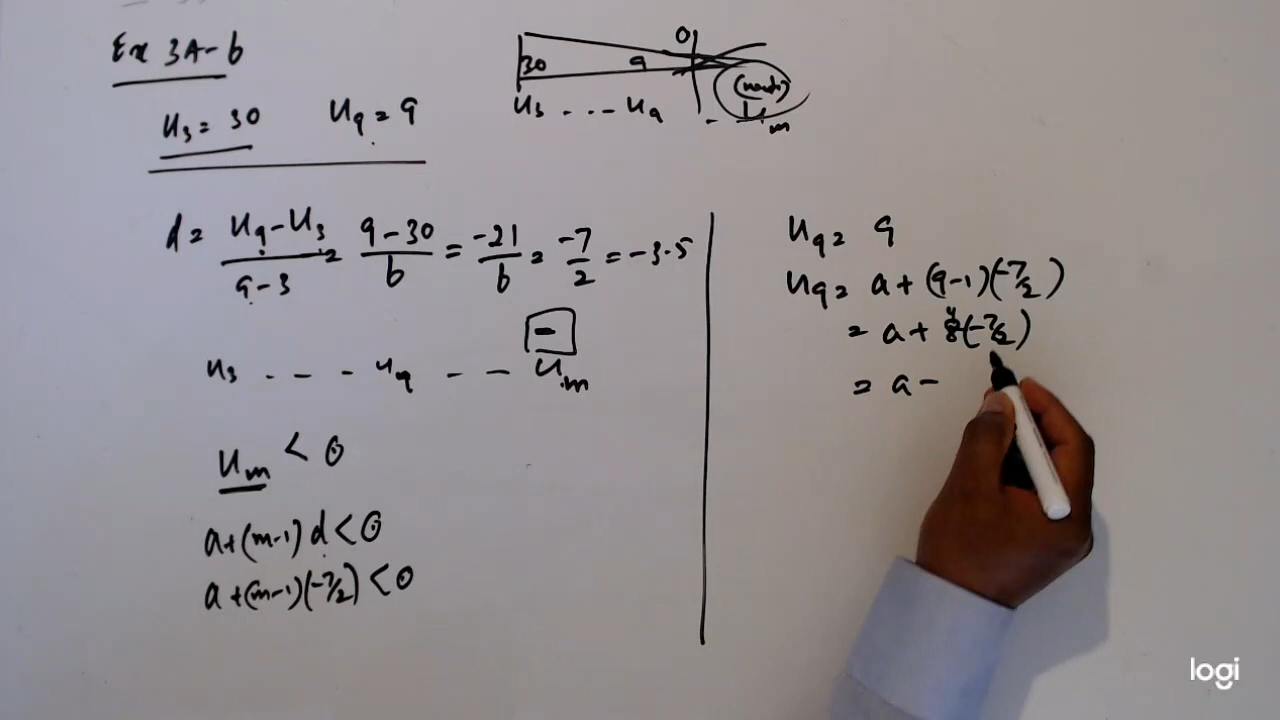 Ex 3A-6
U₃ = 30 U₉ = 9
0
30 9
U₃ - - - U₉ - - Uₘ
d = U₉ - U₃ / 9 - 3 = 9 - 30 / 6 = -21 / 6 = -7 / 2 = -3.5
-
U₃ - - - U₉ - - Uₘ
Uₘ < 0
a + (m-1) d < 0
a + (m-1)(-7/2) < 0
U₉ = 9
U₉ = a + (9-1)(-7/2)
= a + 8(-7/2) 4
= a -
logi